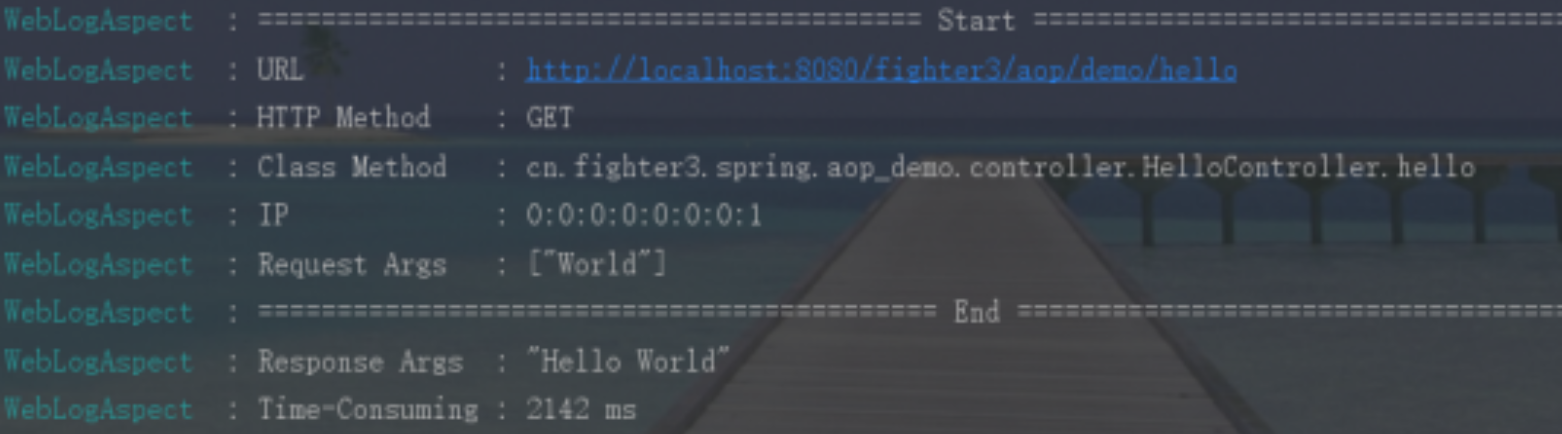 WebLogAspect : ========================================== Start ==================================
WebLogAspect : URL : http://localhost:8080/fighter3/aop/demo/hello
WebLogAspect : HTTP Method : GET
WebLogAspect : Class Method : cn.fighter3.spring.aop_demo.controller.HelloController.hello
WebLogAspect : IP : 0:0:0:0:0:0:0:1
WebLogAspect : Request Args : ["World"]
WebLogAspect : =========================================== End ===================================
WebLogAspect : Response Args : "Hello World"
WebLogAspect : Time-Consuming : 2142 ms